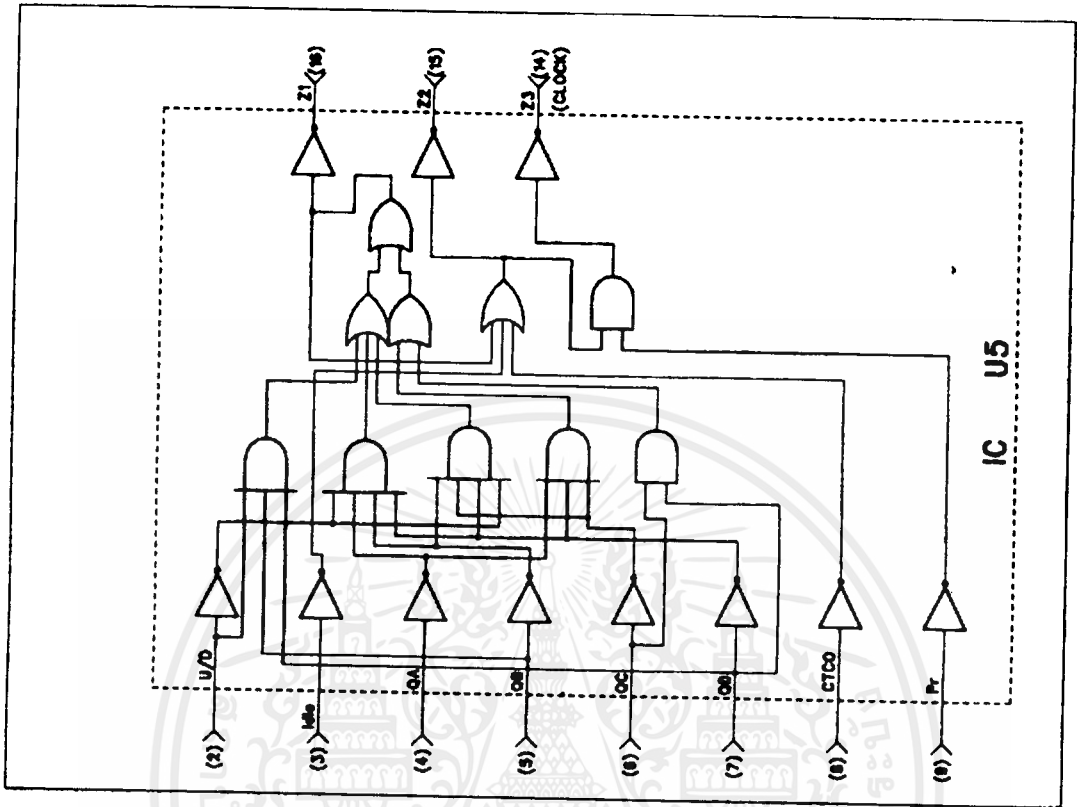 (2) U/D
(3) Idle
(4) QA
(5) QB
(6) QC
(7) QD
(8) CTCO
(9) Pr
Z1 (16)
Z2 (15)
Z3 (14)
(CLOCK)
IC U5